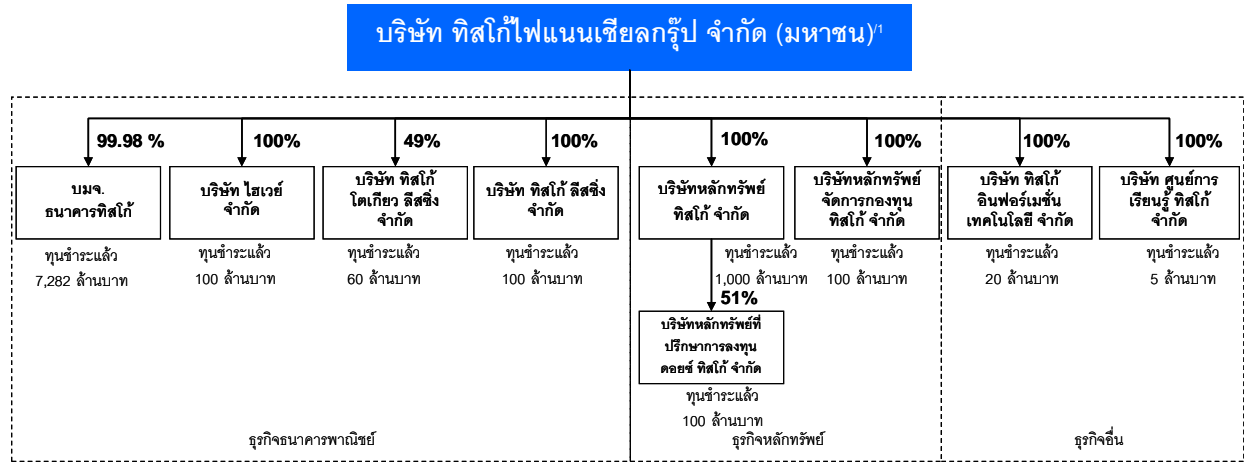 บริษัท ทิสโก้ไฟแนนเชียลกรุ๊ป จำกัด (มหาชน)/1
99.98 %
100%
49%
100%
100%
100%
100%
100%
บมจ.
ธนาคารทิสโก้
บริษัท ไฮเวย์
จำกัด
บริษัท ทิสโก้
โตเกียว ลีสซิ่ง
จำกัด
บริษัท ทิสโก้ ลีสซิ่ง
จำกัด
บริษัทหลักทรัพย์
ทิสโก้ จำกัด
บริษัทหลักทรัพย์
จัดการกองทุน
ทิสโก้ จำกัด
บริษัท ทิสโก้
อินฟอร์เมชั่น
เทคโนโลยี จำกัด
บริษัท ศูนย์การ
เรียนรู้ ทิสโก้
จำกัด
ทุนชำระแล้ว
7,282 ล้านบาท
ทุนชำระแล้ว
100 ล้านบาท
ทุนชำระแล้ว
60 ล้านบาท
ทุนชำระแล้ว
100 ล้านบาท
ทุนชำระแล้ว
1,000 ล้านบาท
ทุนชำระแล้ว
100 ล้านบาท
ทุนชำระแล้ว
20 ล้านบาท
ทุนชำระแล้ว
5 ล้านบาท
51%
บริษัทหลักทรัพย์ที่
ปรึกษาการลงทุน
ดอยซ์ ทิสโก้ จำกัด
ทุนชำระแล้ว
100 ล้านบาท
ธุรกิจธนาคารพาณิชย์
ธุรกิจหลักทรัพย์
ธุรกิจอื่น